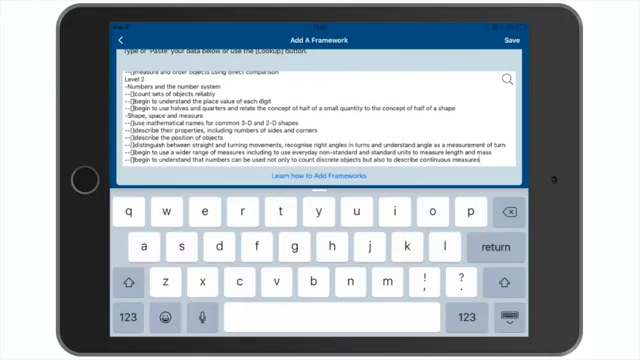 Add A Framework
Save
Type or 'Paste' your data below or use the [Lookup] button.
--[]measure and order objects using direct comparison
Level 2
-Numbers and the number system
--[]count sets of objects reliably
--[]begin to understand the place value of each digit
--[]begin to use halves and quarters and relate the concept of half of a small quantity to the concept of half of a shape
-Shape, space and measure
--[]use mathematical names for common 3-D and 2-D shapes
--[]describe their properties, including numbers of sides and corners
--[]describe the position of objects
--[]distinguish between straight and turning movements, recognise right angles in turns and understand angle as a measurement of turn
--[]begin to use a wider range of measures including to use everyday non-standard and standard units to measure length and mass
--[]begin to understand that numbers can be used not only to count discrete objects but also to describe continuous measures
Learn how to Add Frameworks
q w e r t y u i o p
a s d f g h j k l return
z x c v b n m ! , ? .
123 123